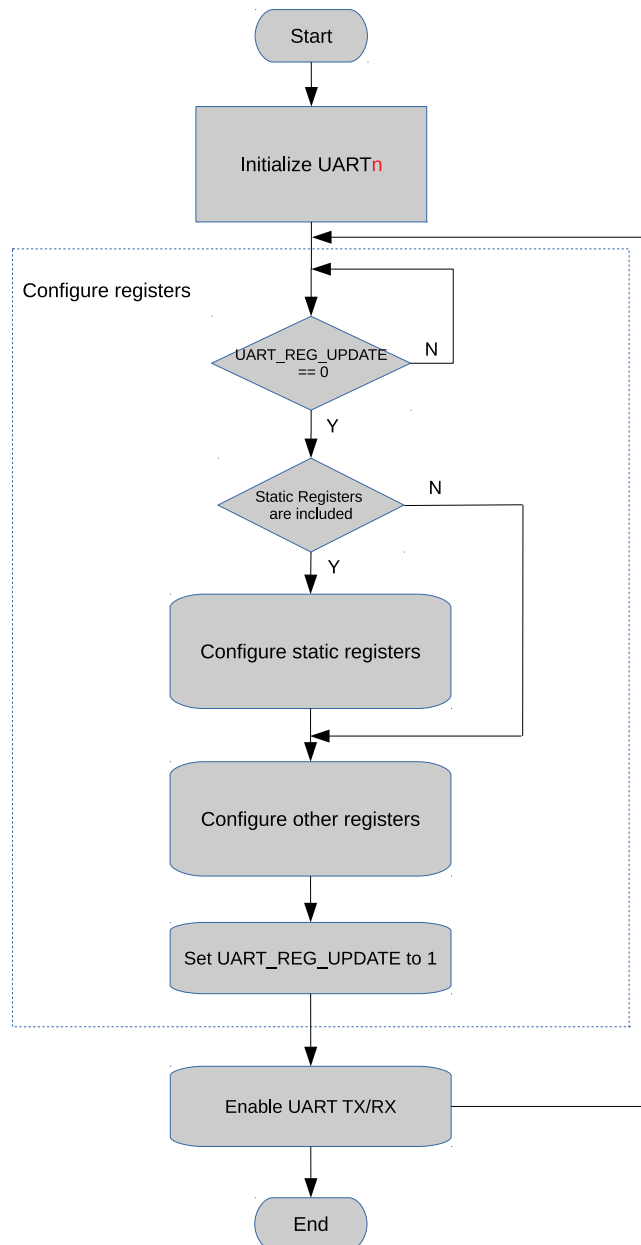 Start
Initialize UARTn
Configure registers
UART_REG_UPDATE
== 0
N
Y
Static Registers
are included
N
Y
Configure static registers
Configure other registers
Set UART_REG_UPDATE to 1
Enable UART TX/RX
End